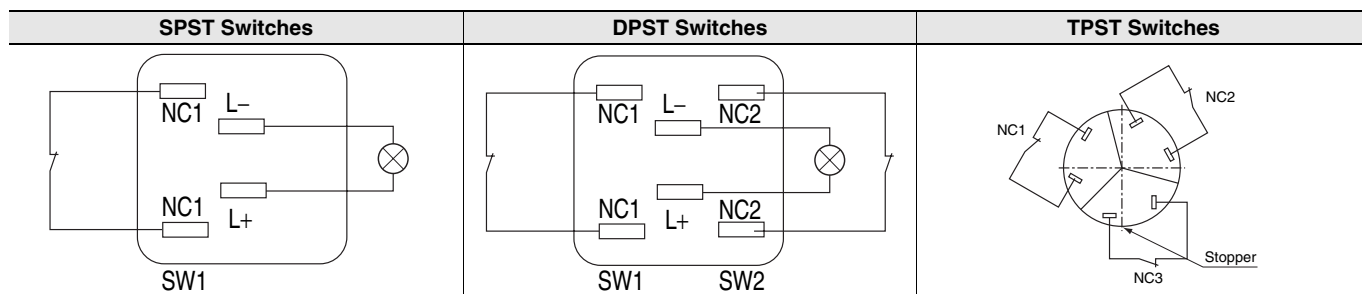 SPST Switches
DPST Switches
TPST Switches
NC1
L−
NC1
L+
SW1
NC1
L−
NC2
NC1
L+
NC2
SW1
SW2
NC2
NC1
Stopper
NC3